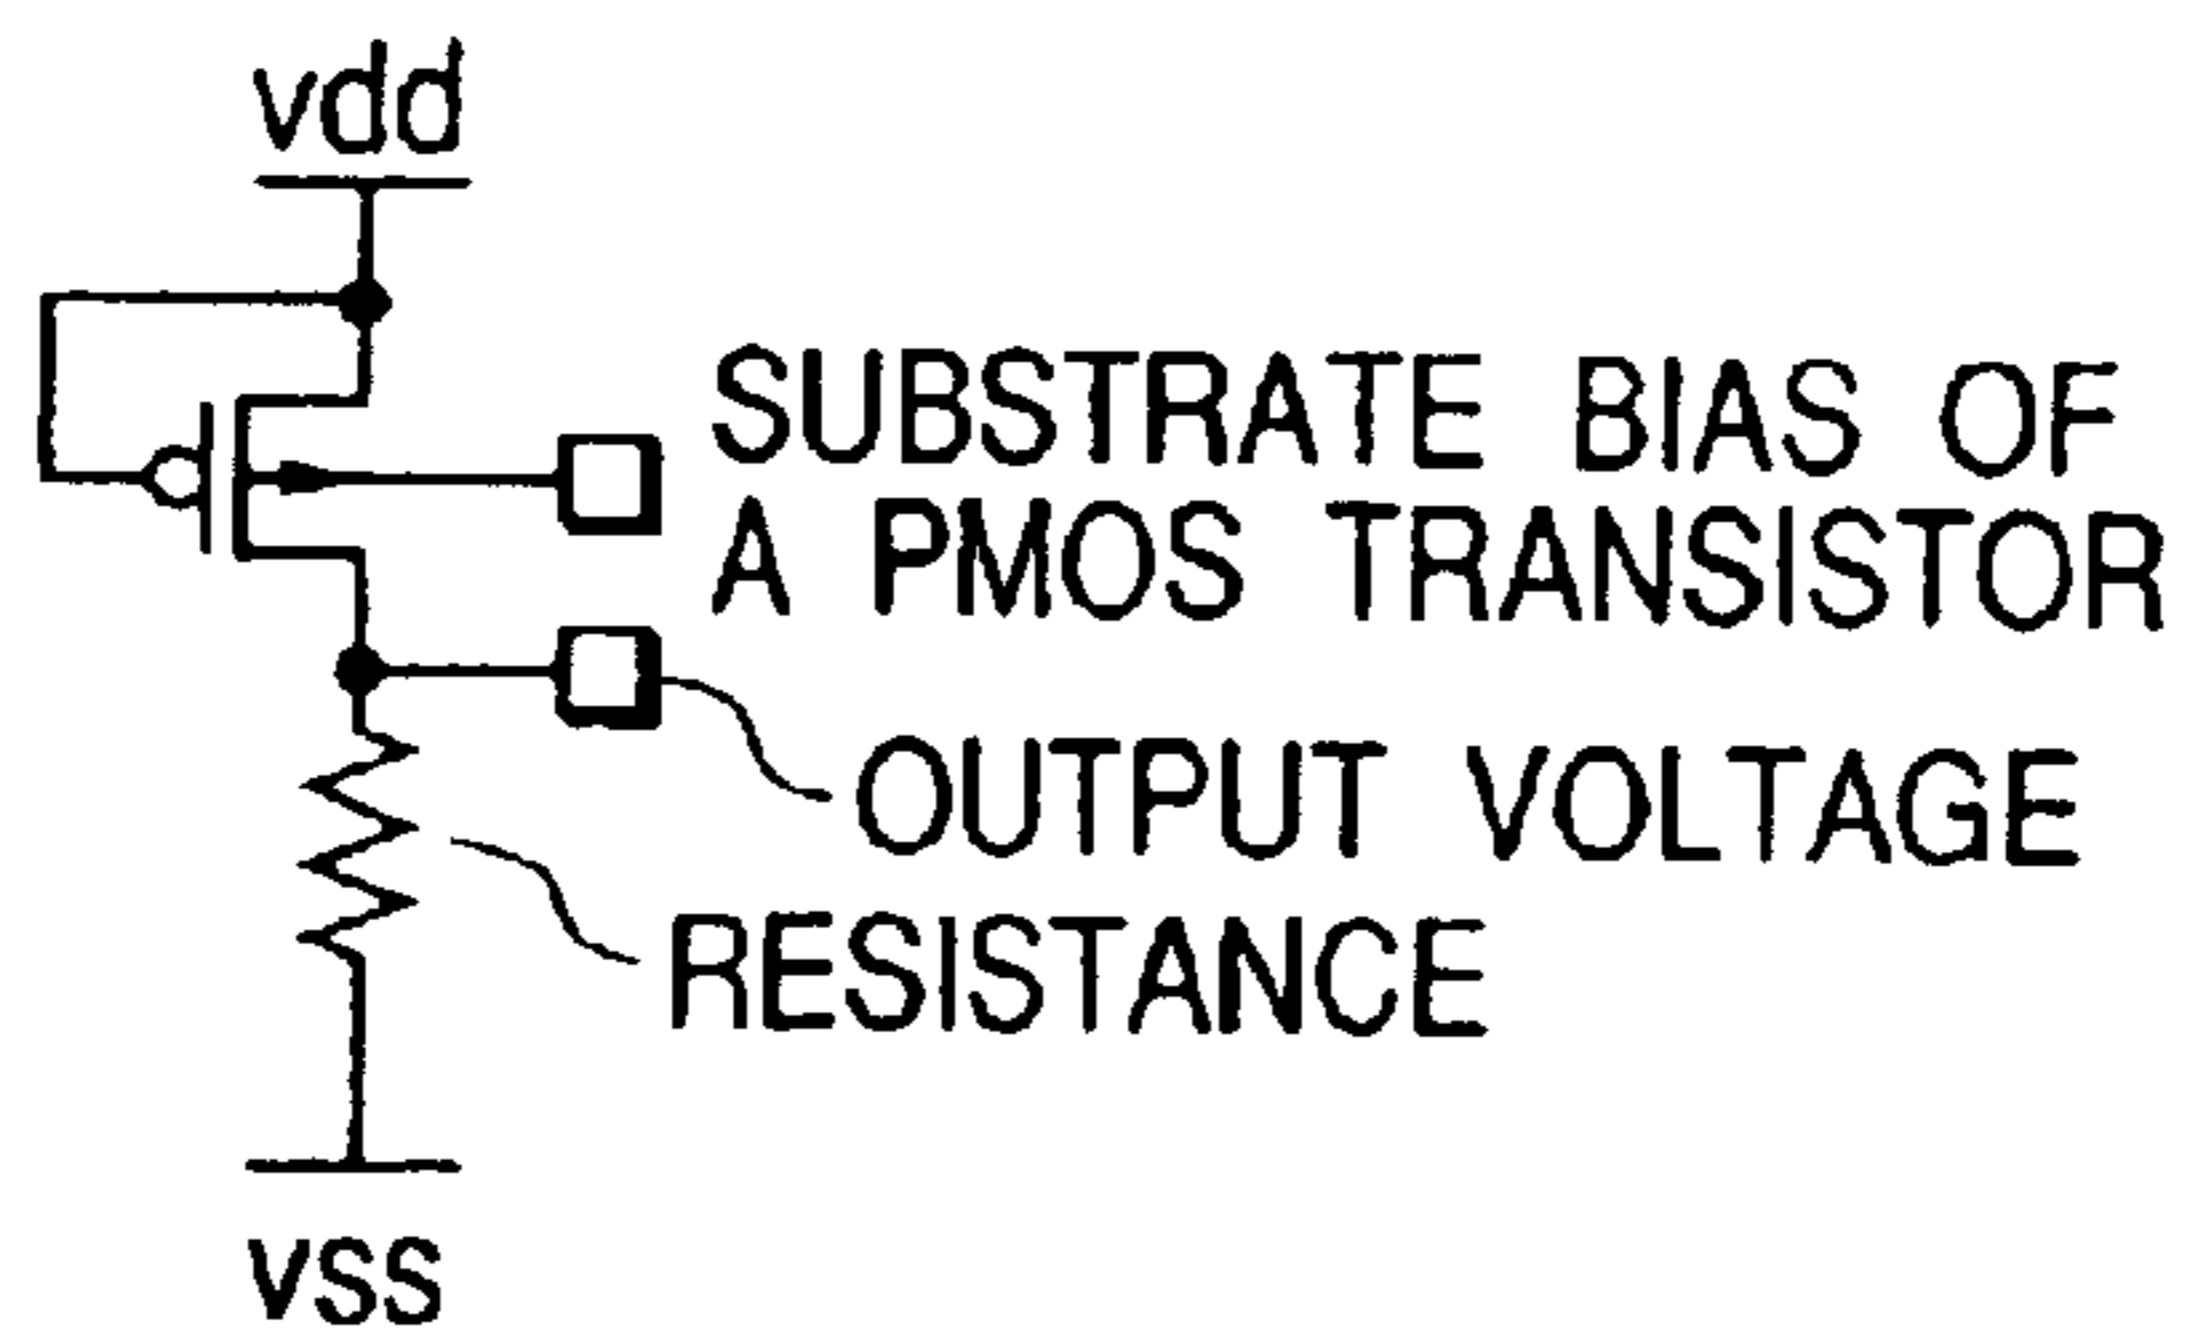 vdd
SUBSTRATE BIAS OF
A PMOS TRANSISTOR
OUTPUT VOLTAGE
RESISTANCE
vss